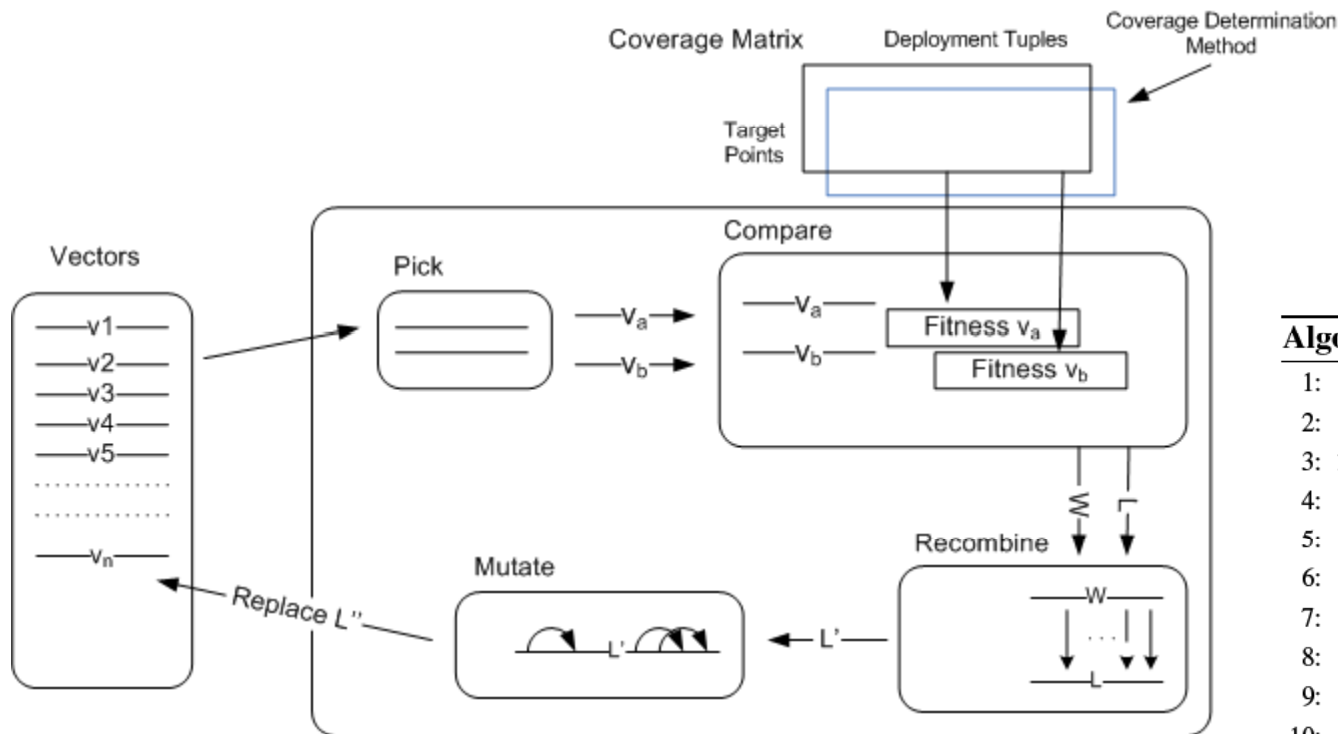 Coverage Determination
Method
Coverage Matrix
Deployment Tuples
Target
Points
Compare
Vectors
Pick
v1
v2
v3
v4
v5
vn
Va
Vb
Va
Vb
Fitness va
Fitness vb
W
L
Recombine
W
L
L'
Mutate
L'
Replace L''
1:
2:
3:
4:
5:
6:
7:
8:
9: